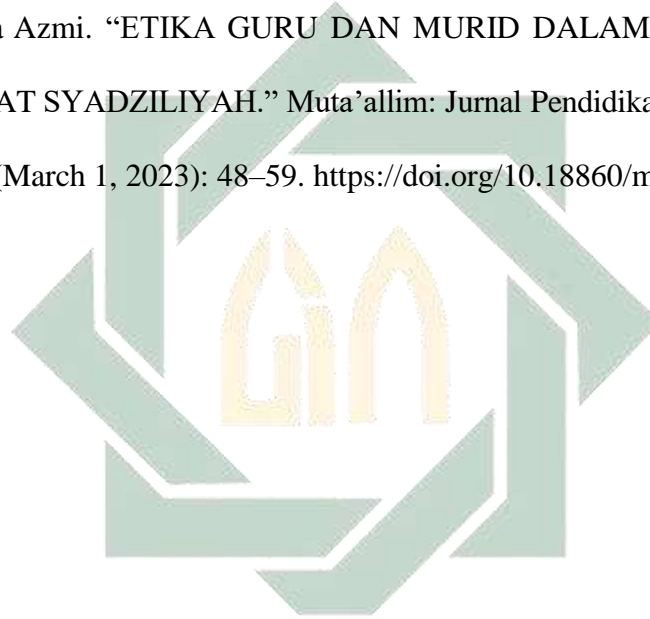 a Azmi. “ETIKA GURU DAN MURID DALAM
AT SYADZILIYAH.” Muta’allim: Jurnal Pendidika
(March 1, 2023): 48–59. https://doi.org/10.18860/m